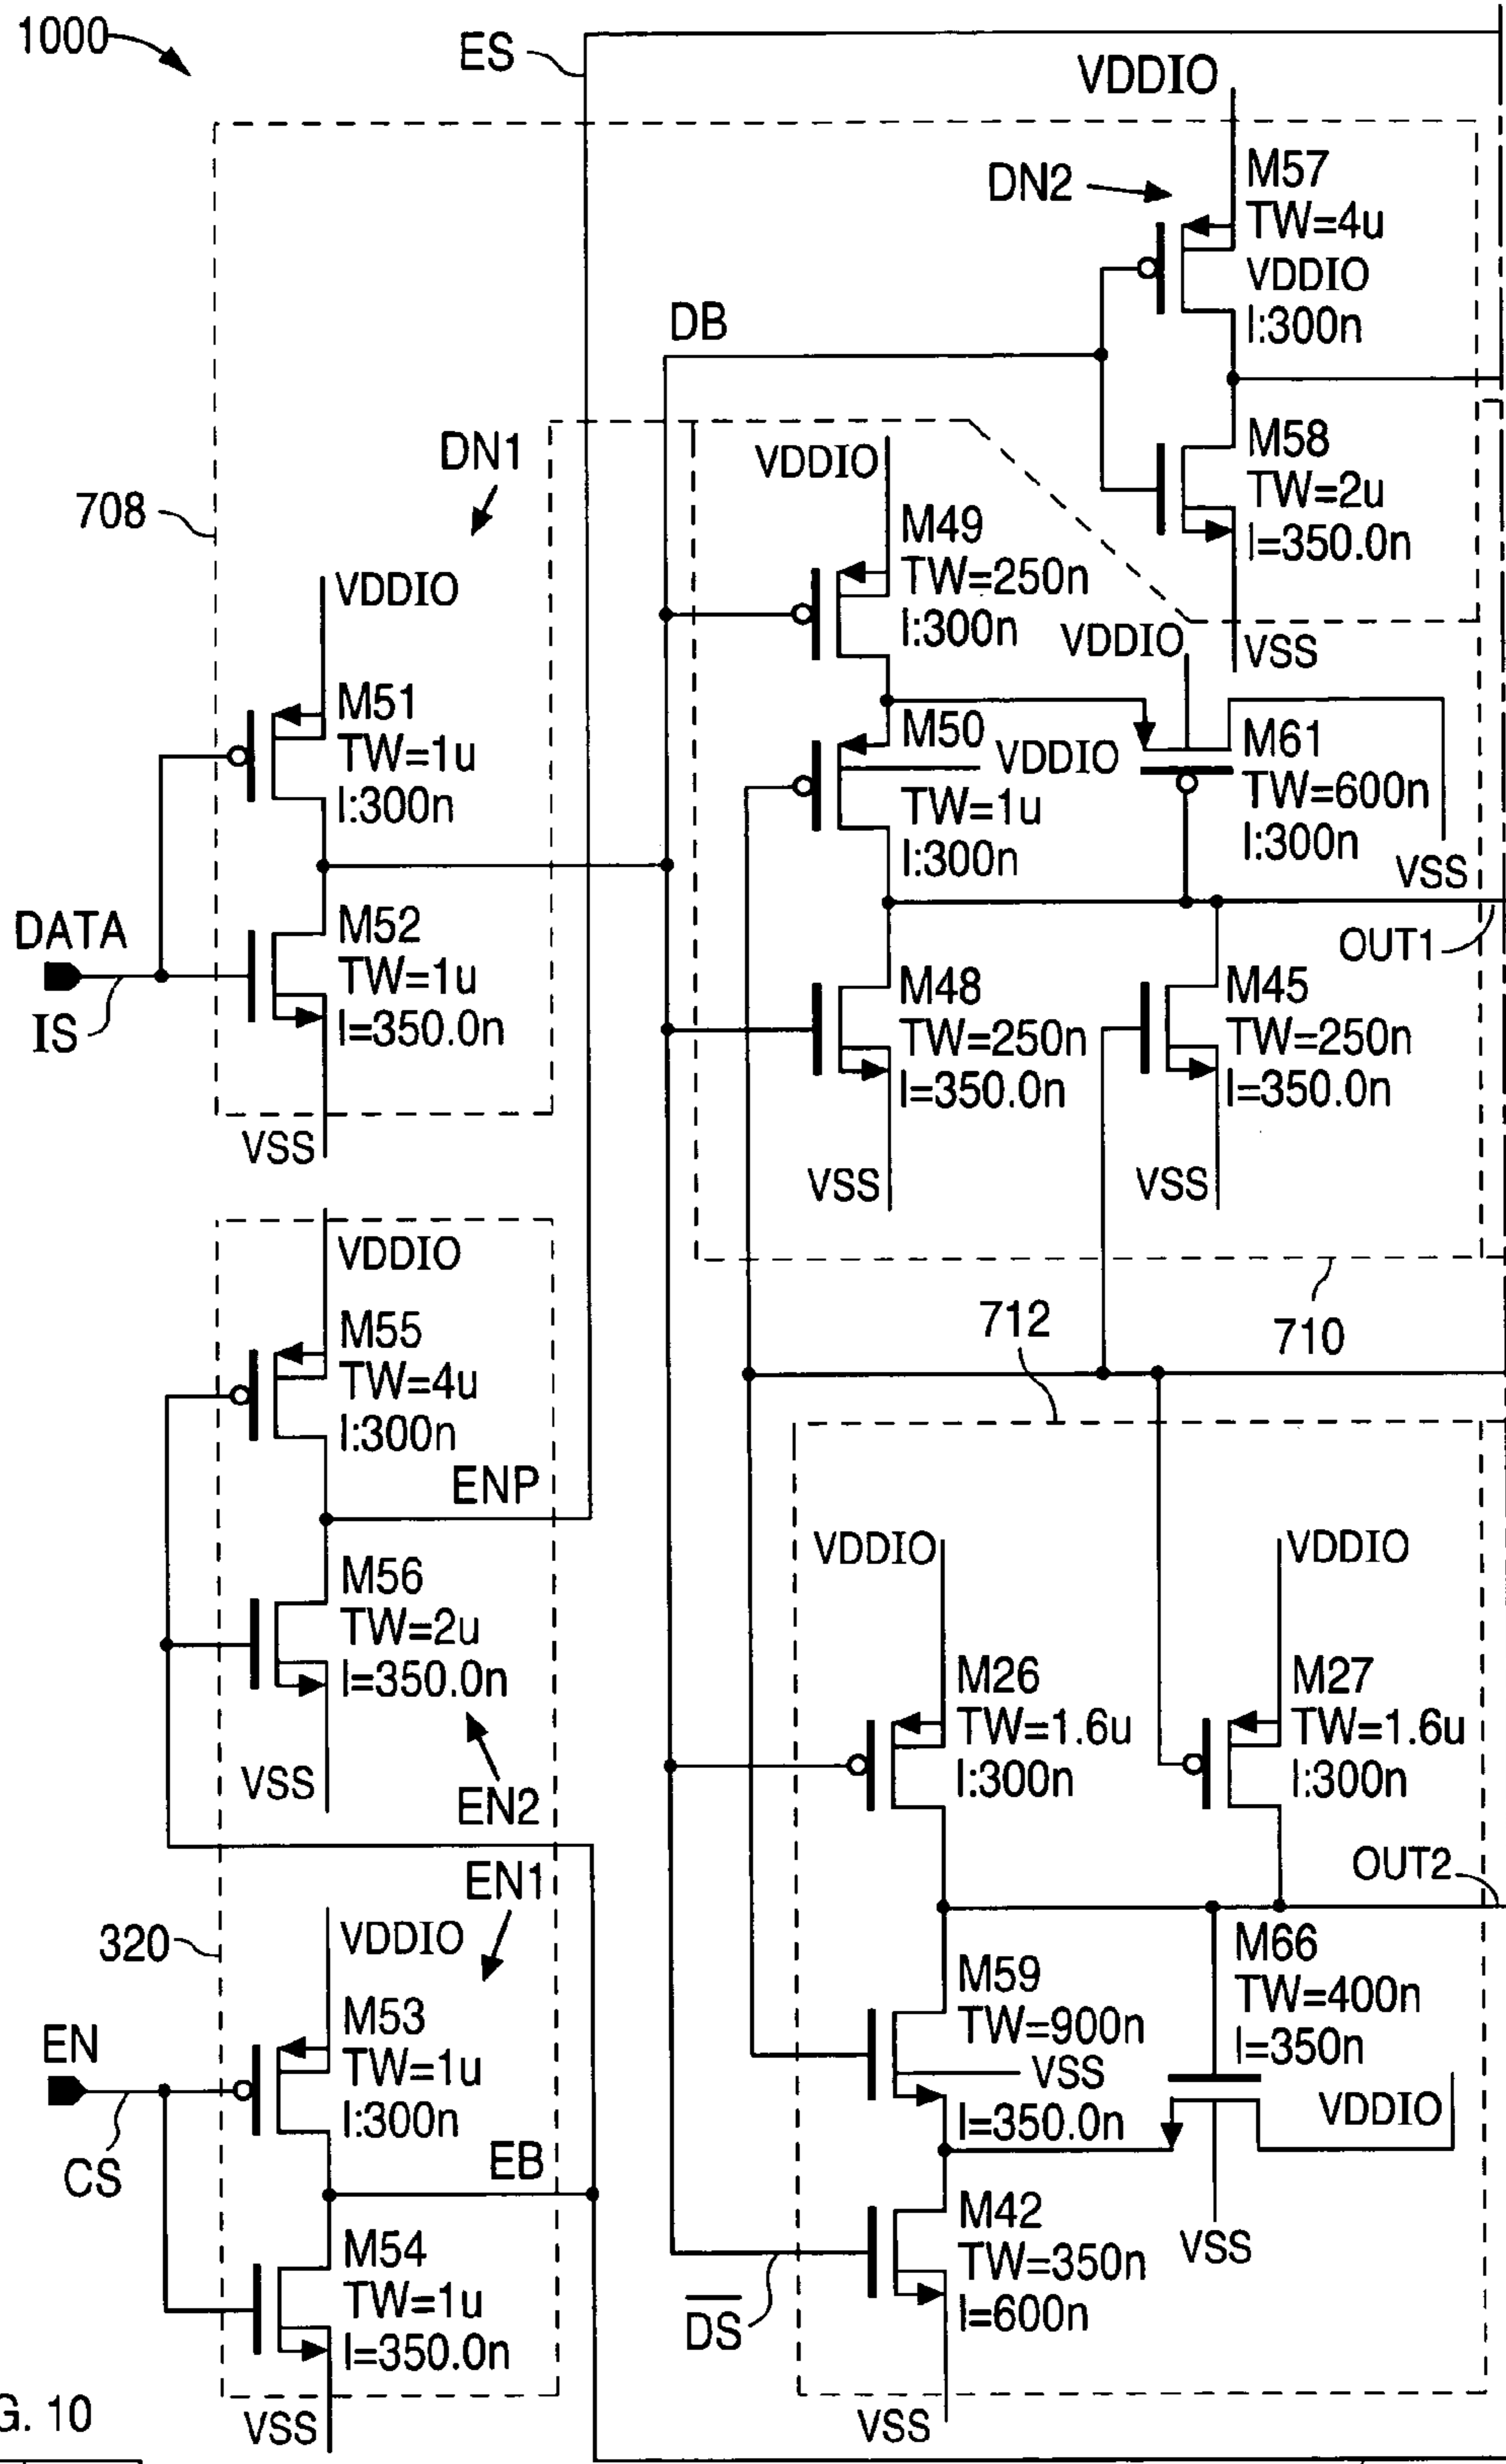 1000
ES
VDDIO
DN2
M57
TW=4u
VDDIO
I:300n
DB
M58
TW=2u
I=350.0n
VSS
708
DN1
VDDIO
M51
TW=1u
I:300n
DATA
IS
M52
TW=1u
I=350.0n
VSS
VDDIO
M49
TW=250n
I:300n
M50
VDDIO
TW=1u
I:300n
VDDIO
M61
TW=600n
I:300n
VSS
OUT1
M48
TW=250n
I=350.0n
VSS
M45
TW=250n
I=350.0n
VSS
710
712
VDDIO
M55
TW=4u
I:300n
ENP
M56
TW=2u
I=350.0n
VSS
EN2
EN1
320
VDDIO
M53
TW=1u
I:300n
EN
CS
EB
M54
TW=1u
I=350.0n
VSS
VDDIO
M26
TW=1.6u
I:300n
VDDIO
M27
TW=1.6u
I:300n
OUT2
M59
TW=900n
VSS
I=350.0n
M66
TW=400n
I=350n
VDDIO
VSS
M42
TW=350n
I=600n
D̅S̅
VSS
G. 10